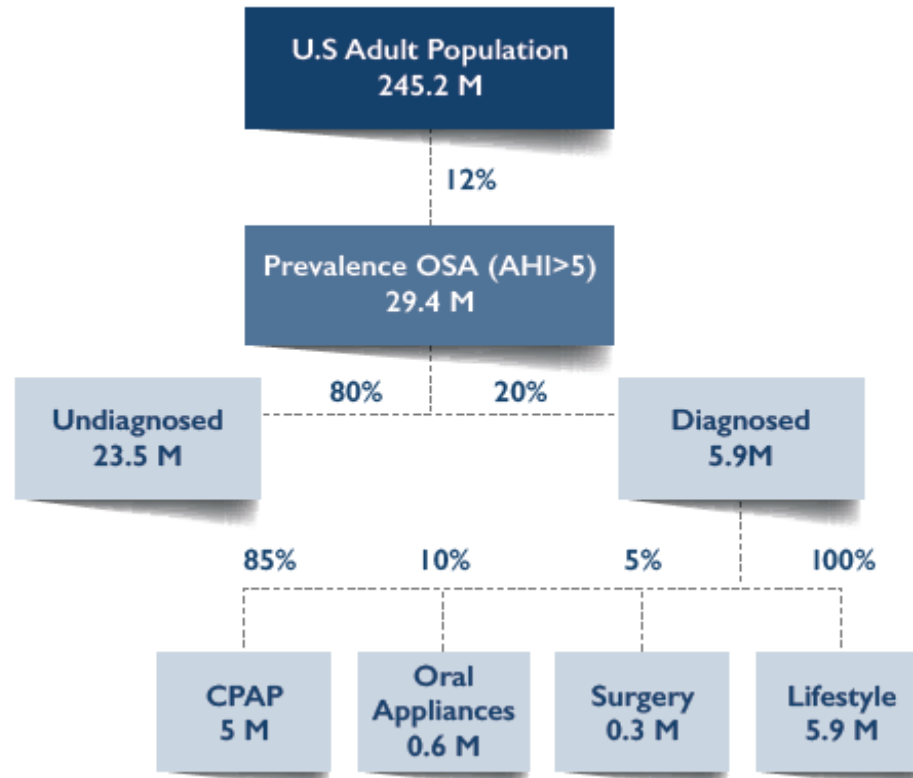 U.S Adult Population
245.2 M
12%
Prevalence OSA (AHI>5)
29.4 M
80%
20%
Undiagnosed
23.5 M
Diagnosed
5.9M
85%
10%
5%
100%
CPAP
5 M
Oral
Appliances
0.6 M
Surgery
0.3 M
Lifestyle
5.9 M